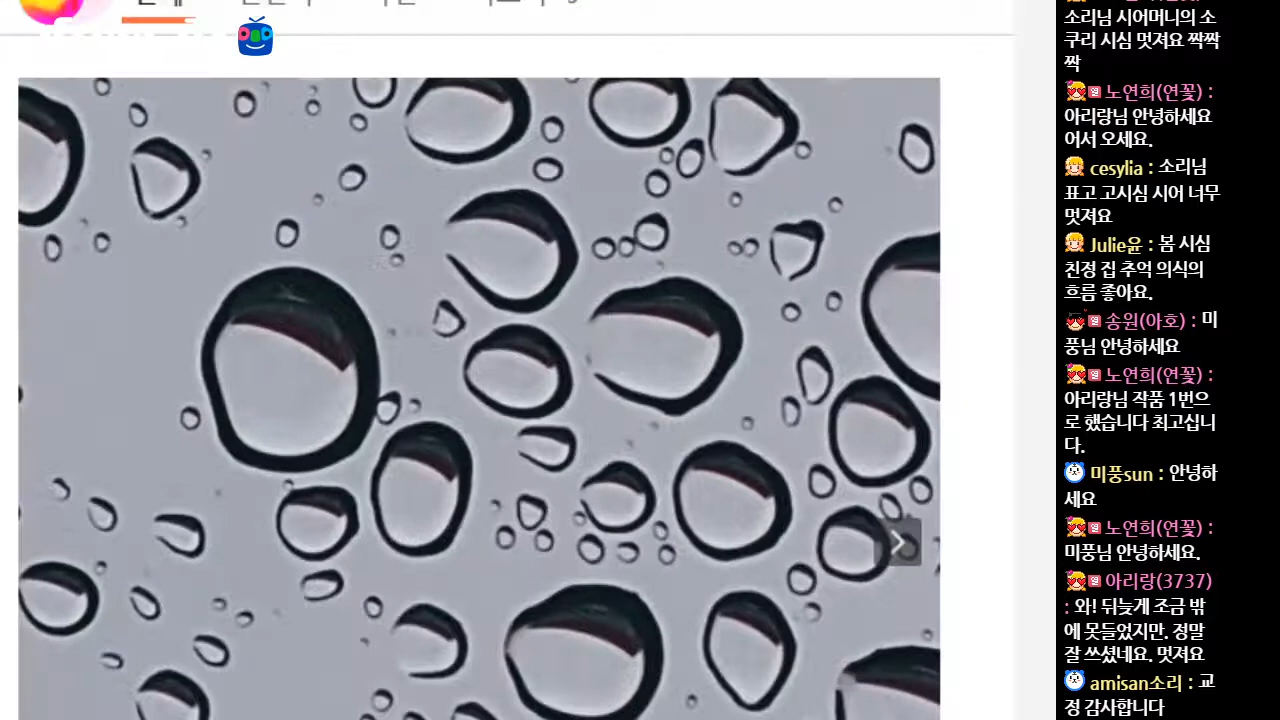 소리님 시어머니의 소
쿠리 시심 멋져요 짝짝
짝
노연희(연꽃) :
아리랑님 안녕하세요
어서 오세요.
cesylia : 소리님
표고 고시심 시어 너무
멋져요
Julie윤 : 봄 시심
친정 집 추억 의식의
흐름 좋아요.
송원(아호) : 미
풍님 안녕하세요
노연희(연꽃) :
아리랑님 작품 1번으
로 했습니다 최고십니
다.
미풍sun : 안녕하
세요
노연희(연꽃) :
미풍님 안녕하세요.
아리랑(3737)
: 와! 뒤늦게 조금 밖
에 못들었지만. 정말
잘 쓰셨네요. 멋져요
amisan소리 : 교
정 감사합니다